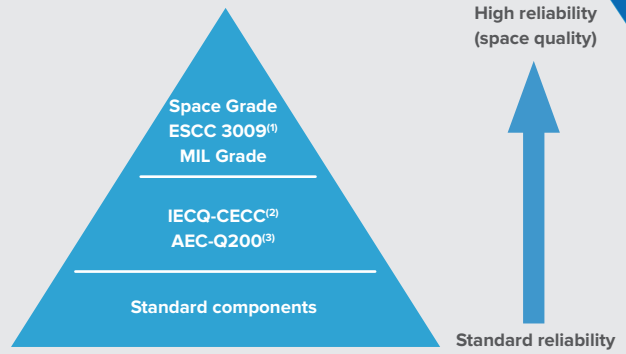 High reliability
(space quality)
Space Grade
ESCC 3009(1)
MIL Grade
IECQ-CECC(2)
AEC-Q200(3)
Standard components
Standard reliability